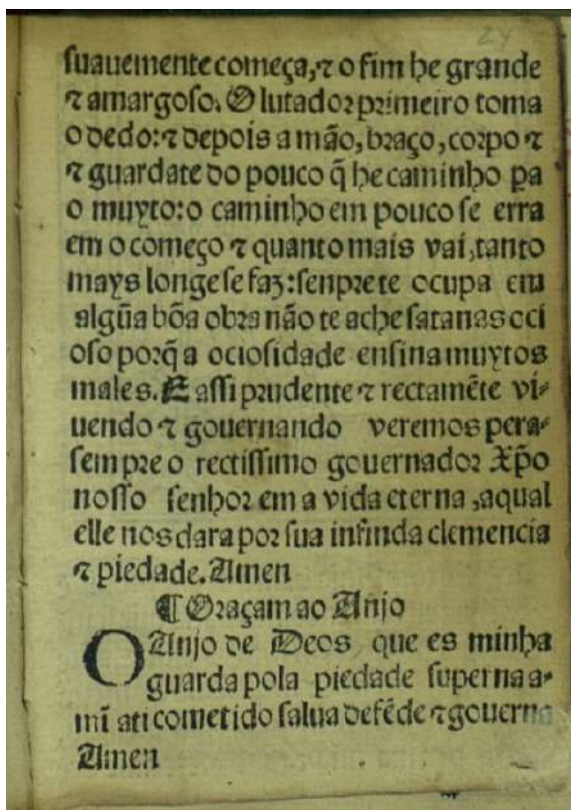 24
suauemente começa, ⁊ o fim he grande
⁊ amargoso. O lutador primeiro toma
o dedo: ⁊ depois a mão, braço, corpo ⁊
⁊ guardate do pouco q̃ he caminho pa
o muyto: o caminho em pouco se erra
em o começo ⁊ quanto mais vai, tanto
mays longe se faz: senpre te ocupa em
algũa bõa obra não te ache satanas oci
oso porq̃ a ociosidade ensina muytos
males. E assi prudente ⁊ rectamẽte vi-
uendo ⁊ gouernando veremos pera-
sempre o rectissimo gouernador Xp̃o
nosso senhor em a vida eterna, aqual
elle nos dara por sua infinda clemencia
⁊ piedade. Amen
¶ Oraçam ao Anjo
O Anjo de Deos que es minha
guarda pola piedade superna a-
mĩ ati cometido salua defẽde ⁊ gouerna
Amen